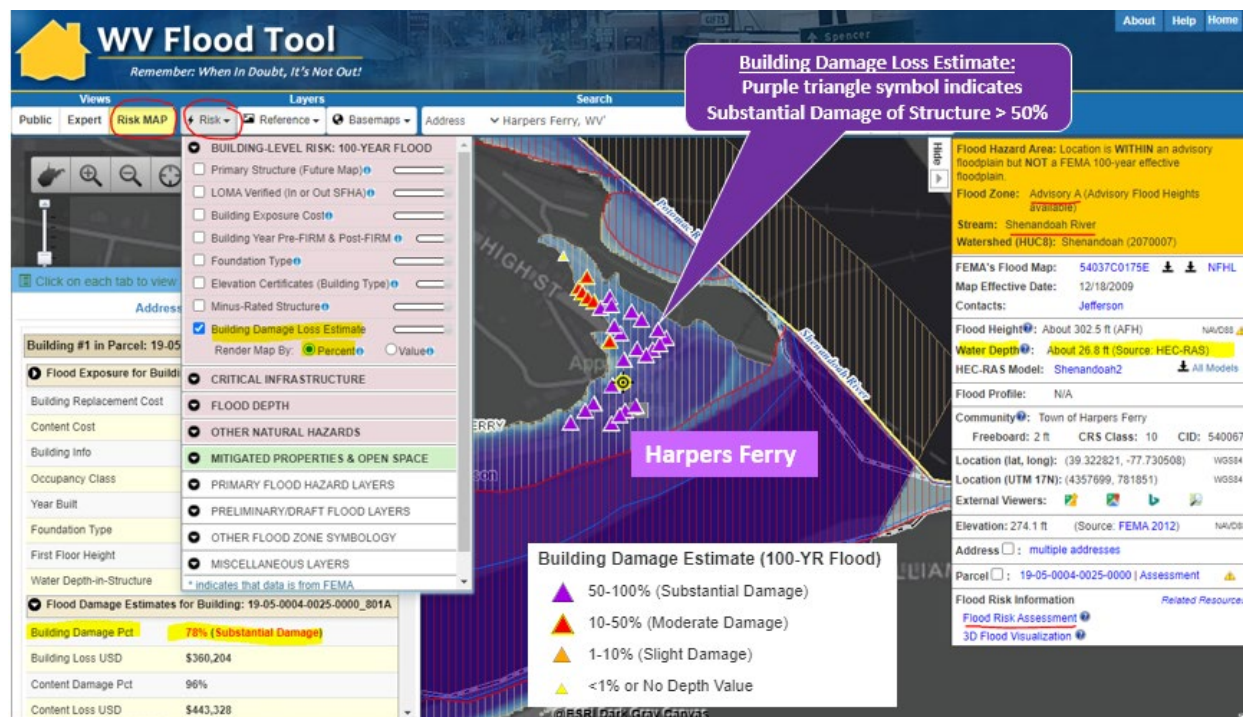 WV Flood Tool
Remember: When In Doubt, It's Not Out!
GIFTS
Spencer
About Help Home
Views Layers Search
Public Expert Risk MAP Risk Reference Basemaps Address Harpers Ferry, WV
Building Damage Loss Estimate:
Purple triangle symbol indicates
Substantial Damage of Structure > 50%
BUILDING-LEVEL RISK: 100-YEAR FLOOD
Primary Structure (Future Map)
LOMA Verified (In or Out SFHA)
Building Exposure Cost
Building Year Pre-FIRM & Post-FIRM
Foundation Type
Elevation Certificates (Building Type)
Minus-Rated Structure
Building Damage Loss Estimate
Render Map By: Percent Value
CRITICAL INFRASTRUCTURE
FLOOD DEPTH
OTHER NATURAL HAZARDS
MITIGATED PROPERTIES & OPEN SPACE
PRIMARY FLOOD HAZARD LAYERS
PRELIMINARY/DRAFT FLOOD LAYERS
OTHER FLOOD ZONE SYMBOLOGY
MISCELLANEOUS LAYERS
* indicates that data is from FEMA
Click on each tab to view
Address
Building #1 in Parcel: 19-05
Flood Exposure for Buildi
Building Replacement Cost
Content Cost
Building Info
Occupancy Class
Year Built
Foundation Type
First Floor Height
Water Depth-in-Structure
Flood Damage Estimates for Building: 19-05-0004-0025-0000_801A
Building Damage Pct 78% (Substantial Damage)
Building Loss USD $360,204
Content Damage Pct 96%
Content Loss USD $443,328
HIGH ST
Potomac R
Shenandoah River
Harpers Ferry
Building Damage Estimate (100-YR Flood)
50-100% (Substantial Damage)
10-50% (Moderate Damage)
1-10% (Slight Damage)
<1% or No Depth Value
@ESRI Dark Gray Canvas
Hide
Flood Hazard Area: Location is WITHIN an advisory
floodplain but NOT a FEMA 100-year effective
floodplain.
Flood Zone: Advisory A (Advisory Flood Heights
available)
Stream: Shenandoah River
Watershed (HUC8): Shenandoah (2070007)
FEMA's Flood Map: 54037C0175E NFHL
Map Effective Date: 12/18/2009
Contacts: Jefferson
Flood Height: About 302.5 ft (AFH) NAVD88
Water Depth: About 26.8 ft (Source: HEC-RAS)
HEC-RAS Model: Shenandoah2 All Models
Flood Profile: N/A
Community: Town of Harpers Ferry
Freeboard: 2 ft CRS Class: 10 CID: 540067
Location (lat, long): (39.322821, -77.730508) WGS84
Location (UTM 17N): (4357699, 781851) WGS84
External Viewers:
Elevation: 274.1 ft (Source: FEMA 2012) NAVD88
Address : multiple addresses
Parcel : 19-05-0004-0025-0000 | Assessment
Flood Risk Information Related Resource
Flood Risk Assessment
3D Flood Visualization